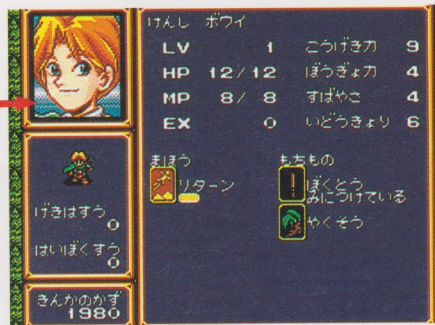 けんし ボウイ
LV 1 こうげき力 9
HP 12/12 ぼうぎょ力 4
MP 8/ 8 すばやさ 4
EX 0 いどうきょり 6
まほう もちもの
リターン
ぼくとう
みにつけている
やくそう
げきはすう
0
はいぼくすう
0
きんかのかず
1980